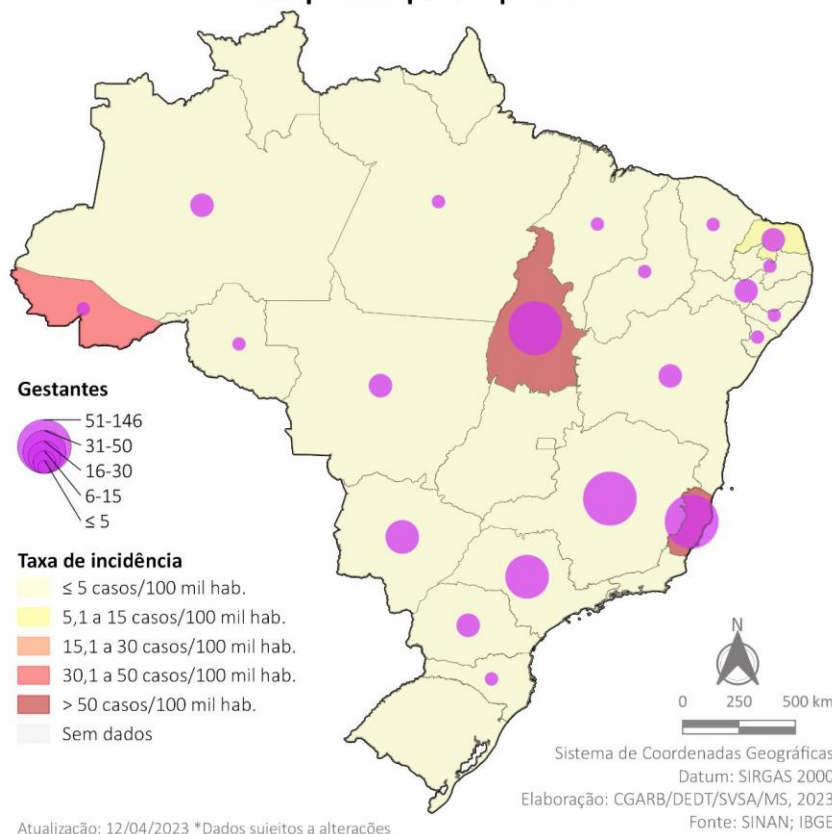 Gestantes
51-146
31-50
16-30
6-15
≤ 5
Taxa de incidência
≤ 5 casos/100 mil hab.
5,1 a 15 casos/100 mil hab.
15,1 a 30 casos/100 mil hab.
30,1 a 50 casos/100 mil hab.
> 50 casos/100 mil hab.
Sem dados
N
0 250 500 km
Sistema de Coordenadas Geográficas
Datum: SIRGAS 2000
Elaboração: CGARB/DEDT/SVSA/MS, 2023
Fonte: SINAN; IBGE
Atualização: 12/04/2023 *Dados sujeitos a alterações